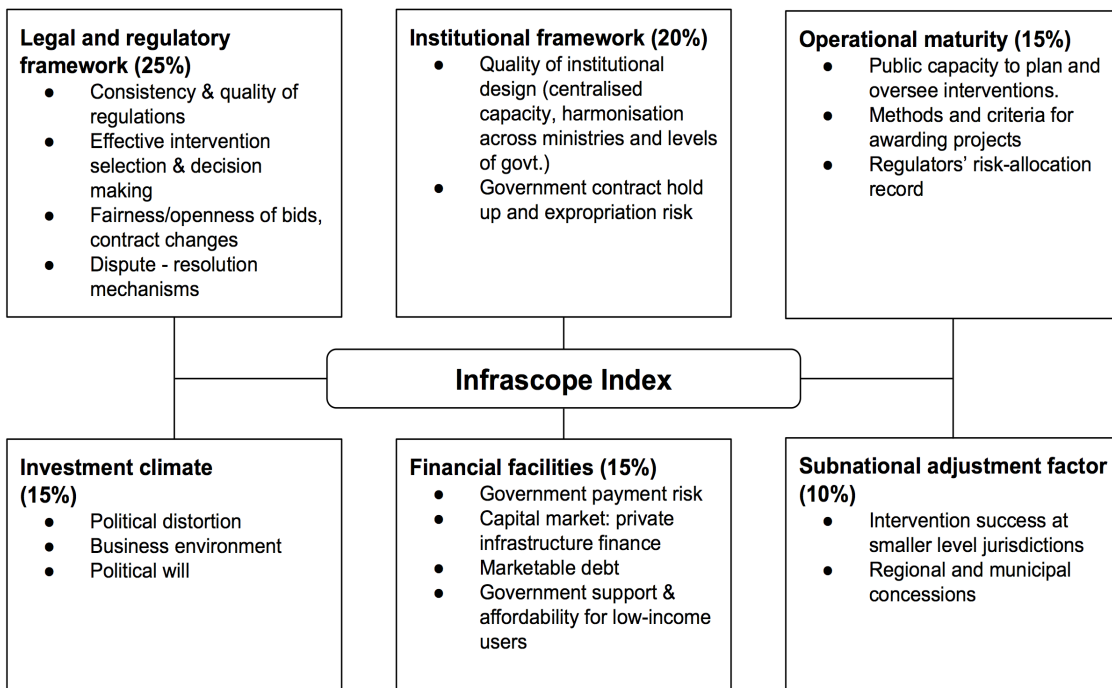 Legal and regulatory
framework (25%)
● Consistency & quality of
regulations
● Effective intervention
selection & decision
making
● Fairness/openness of bids,
contract changes
● Dispute - resolution
mechanisms
Institutional framework (20%)
● Quality of institutional
design (centralised
capacity, harmonisation
across ministries and levels
of govt.)
● Government contract hold
up and expropriation risk
Operational maturity (15%)
● Public capacity to plan and
oversee interventions.
● Methods and criteria for
awarding projects
● Regulators' risk-allocation
record
Infrascope Index
Investment climate
(15%)
● Political distortion
● Business environment
● Political will
Financial facilities (15%)
● Government payment risk
● Capital market: private
infrastructure finance
● Marketable debt
● Government support &
affordability for low-income
users
Subnational adjustment factor
(10%)
● Intervention success at
smaller level jurisdictions
● Regional and municipal
concessions